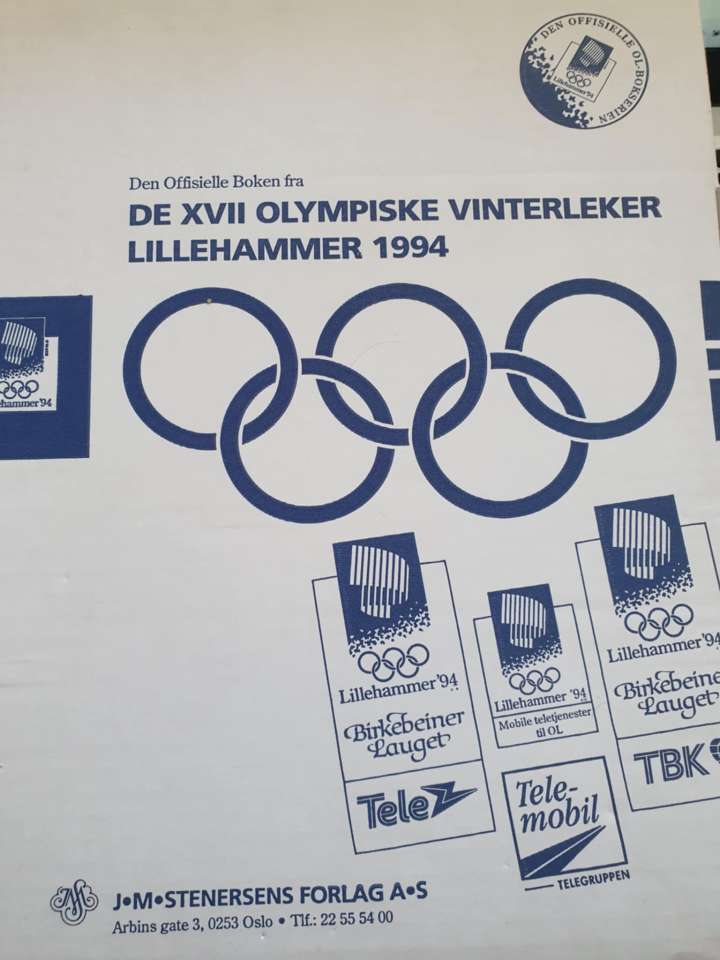 DEN OFFISIELLE OL-BOKSERIEN
Lillehammer '94
Den Offisielle Boken fra
DE XVII OLYMPISKE VINTERLEKER
LILLEHAMMER 1994
hammer '94
Lillehammer '94
Birkebeiner
Lauget
Tele
Lillehammer '94
Mobile teletjenester
til OL
Tele-
mobil
TELEGRUPPEN
Lillehammer '94
Birkebeine
Lauget
TBK
J•M•STENERSENS FORLAG A•S
Arbins gate 3, 0253 Oslo • Tlf.: 22 55 54 00